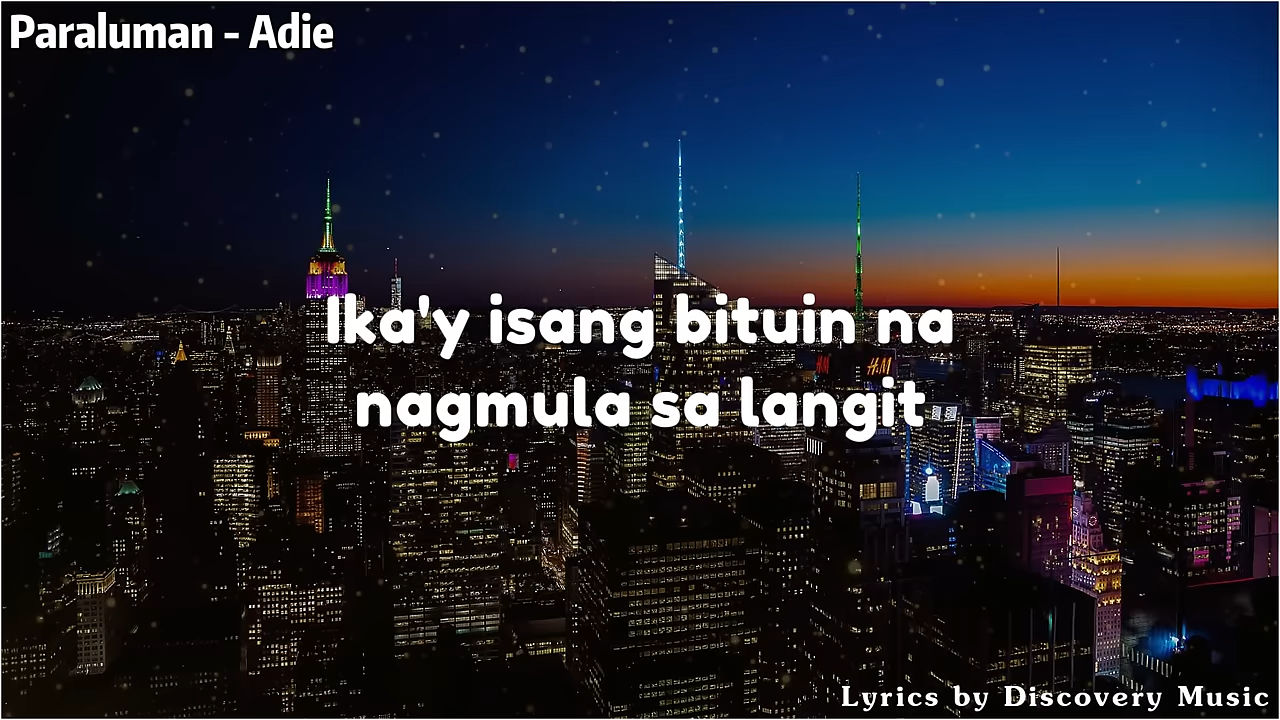 Paraluman - Adie
Ika'y isang bituin na
nagmula sa langit
H&M
Lyrics by Discovery Music